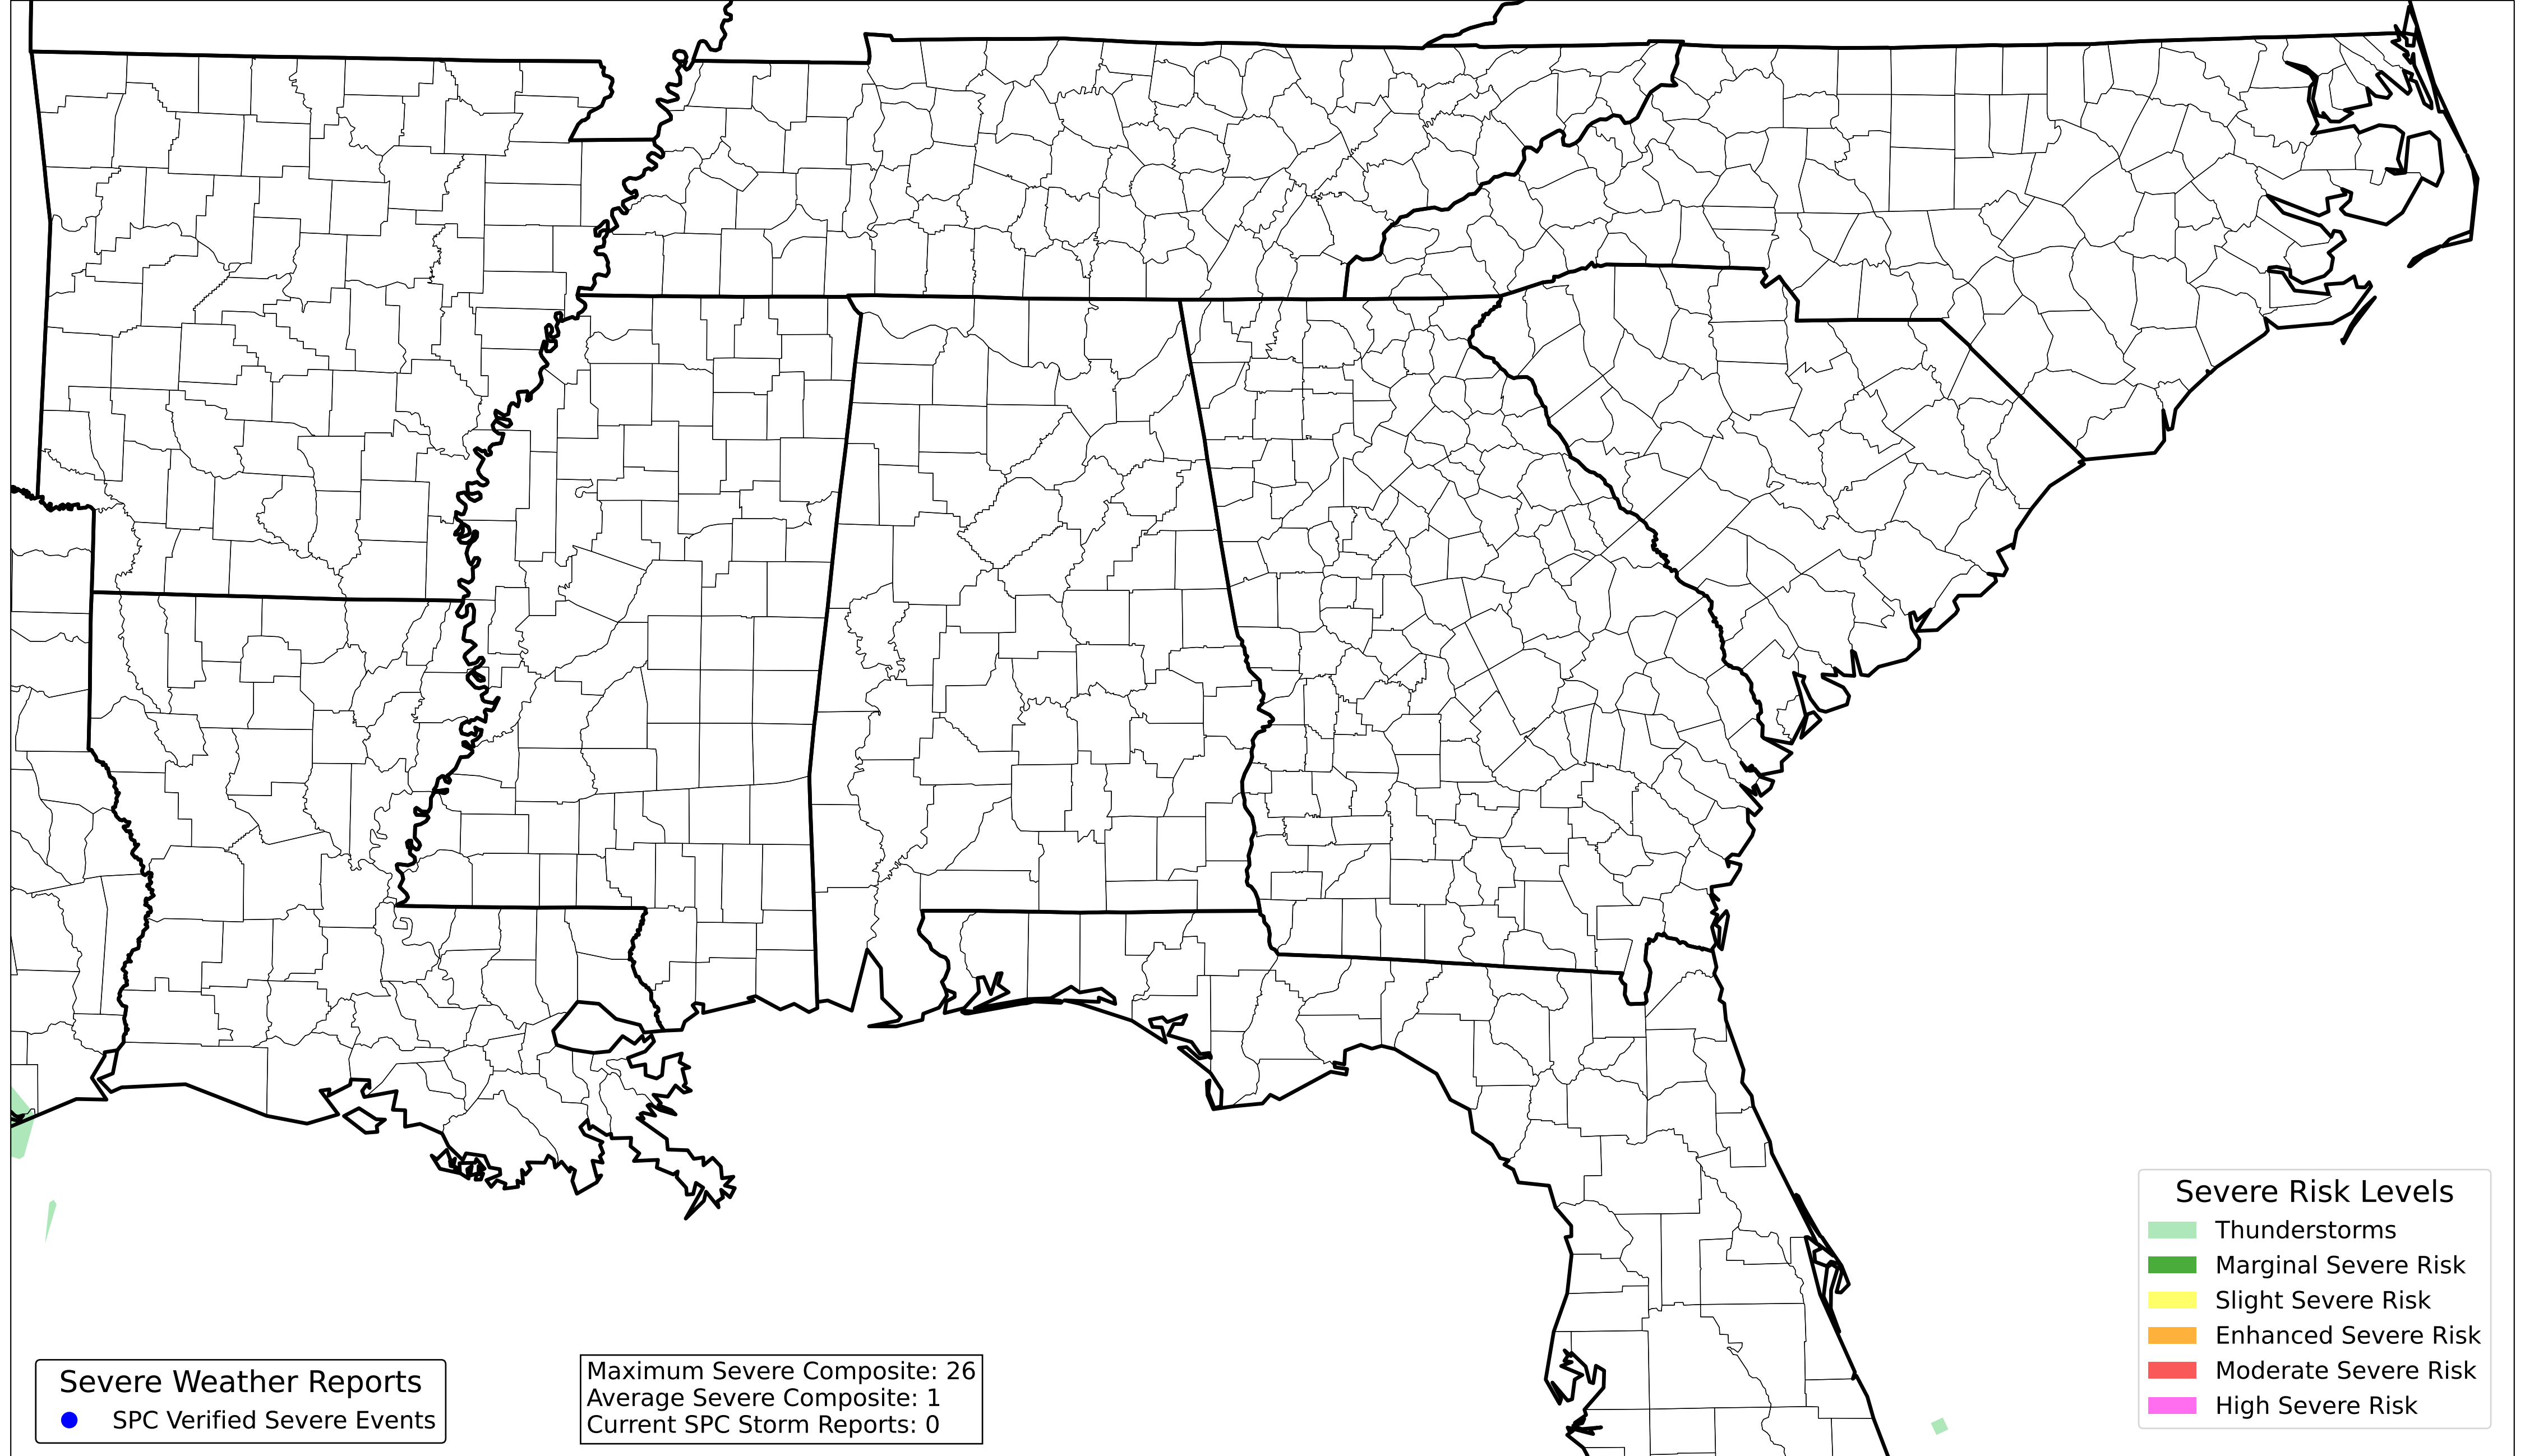 Severe Risk Levels
Thunderstorms
Marginal Severe Risk
Slight Severe Risk
Enhanced Severe Risk
Moderate Severe Risk
High Severe Risk
Severe Weather Reports
SPC Verified Severe Events
Maximum Severe Composite: 26
Average Severe Composite: 1
Current SPC Storm Reports: 0